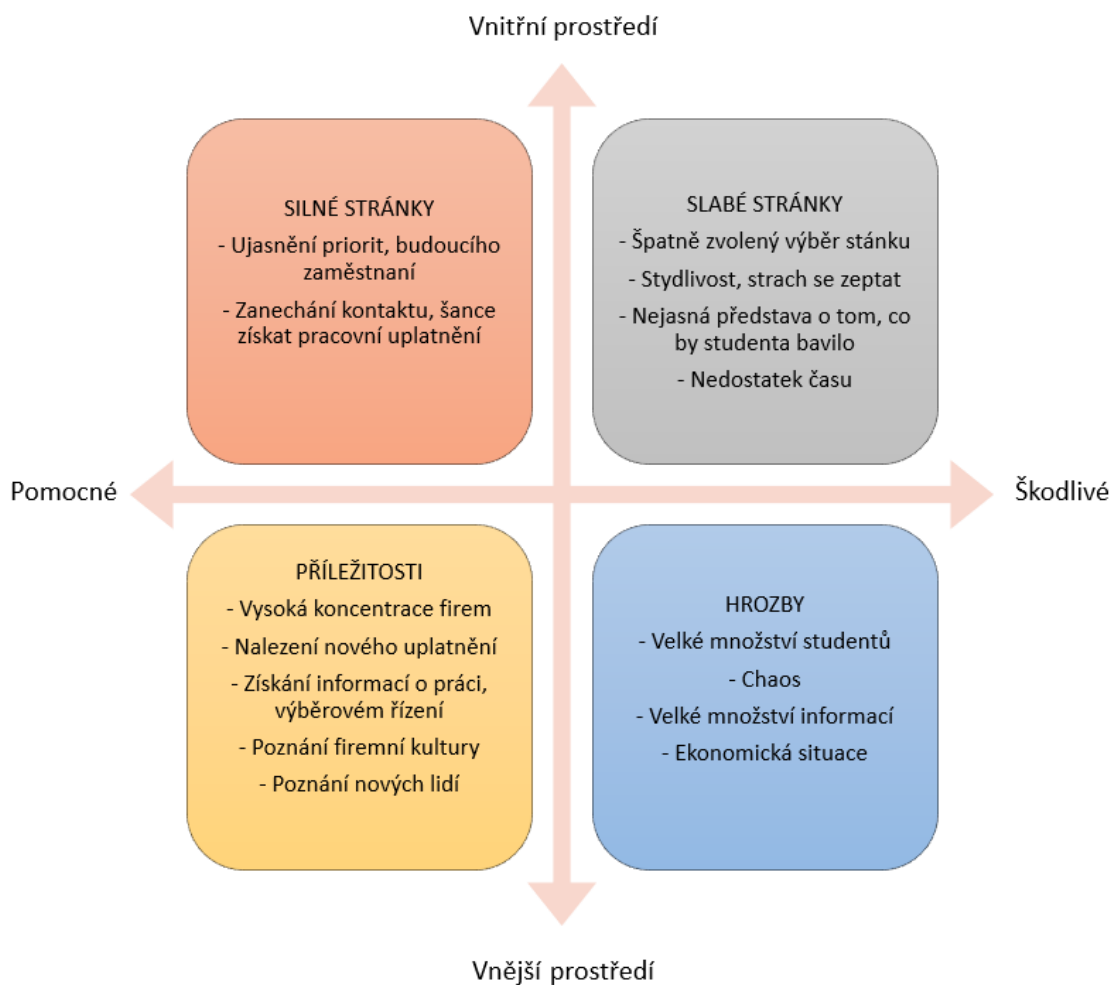 Vnitřní prostředí
SILNÉ STRÁNKY
- Ujasnění priorit, budoucího
zaměstnaní
- Zanechání kontaktu, šance
získat pracovní uplatnění
SLABÉ STRÁNKY
- Špatně zvolený výběr stánku
- Stydlivost, strach se zeptat
- Nejasná představa o tom, co
by studenta bavilo
- Nedostatek času
Pomocné
Škodlivé
PŘÍLEŽITOSTI
- Vysoká koncentrace firem
- Nalezení nového uplatnění
- Získání informací o práci,
výběrovém řízení
- Poznání firemní kultury
- Poznání nových lidí
HROZBY
- Velké množství studentů
- Chaos
- Velké množství informací
- Ekonomická situace
Vnější prostředí